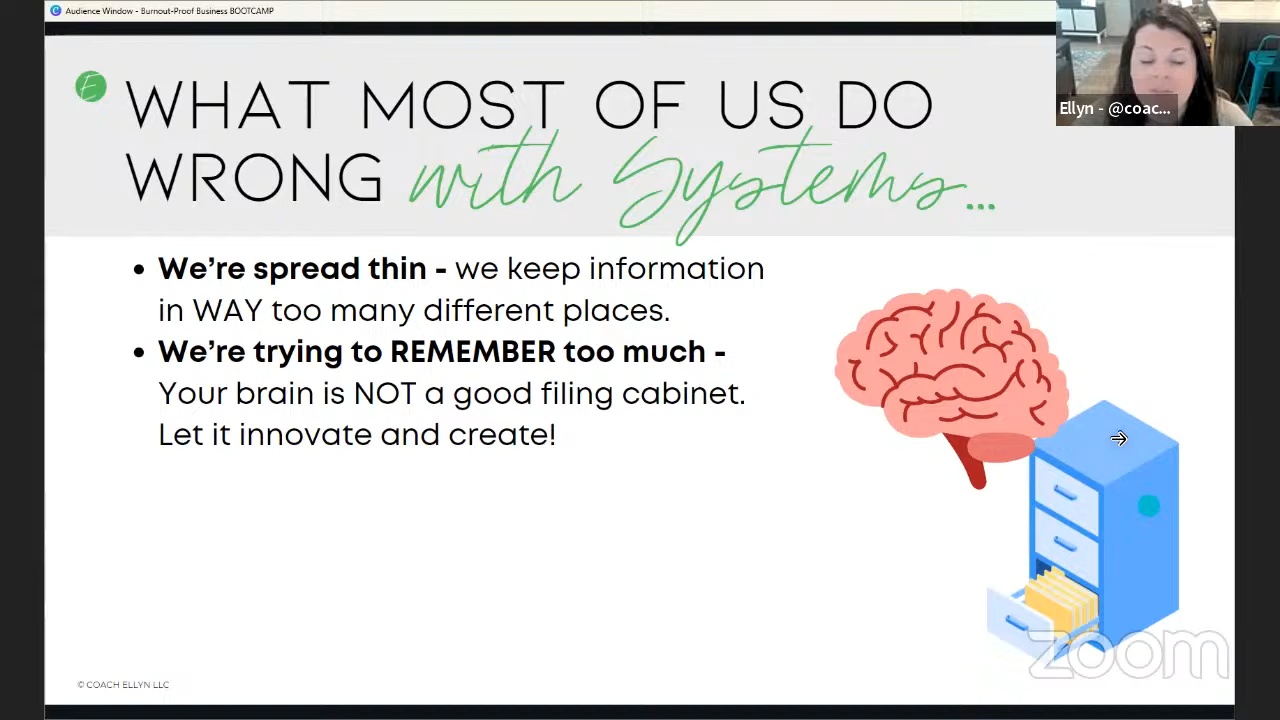 Audience Window - Burnout-Proof Business BOOTCAMP
Ellyn - @coac...
E
WHAT MOST OF US DO
WRONG with Systems...
• We're spread thin - we keep information
in WAY too many different places.
• We're trying to REMEMBER too much -
Your brain is NOT a good filing cabinet.
Let it innovate and create!
zoom
© COACH ELLYN LLC